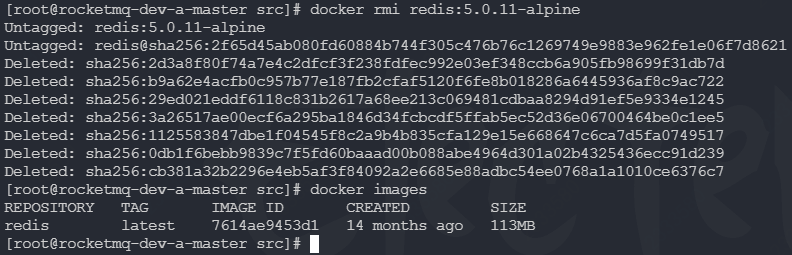 [root@rocketmq-dev-a-master src]# docker rmi redis:5.0.11-alpine
Untagged: redis:5.0.11-alpine
Untagged: redis@sha256:2f65d45ab080fd60884b744f305c476b76c1269749e9883e962fe1e06f7d8621
Deleted: sha256:2d3a8f80f74a7e4c2dfcf3f238fdfec992e03ef348ccb6a905fb98699f31db7d
Deleted: sha256:b9a62e4acfb0c957b77e187fb2cfaf5120f6fe8b018286a6445936af8c9ac722
Deleted: sha256:29ed021eddf6118c831b2617a68ee213c069481cdbaa8294d91ef5e9334e1245
Deleted: sha256:3a26517ae00ecf6a295ba1846d34fcbcdf5ffab5ec52d36e06700464be0c1ee5
Deleted: sha256:1125583847dbe1f04545f8c2a9b4b835cfa129e15e668647c6ca7d5fa0749517
Deleted: sha256:0db1f6bebb9839c7f5fd60baaad00b088abe4964d301a02b4325436ecc91d239
Deleted: sha256:cb381a32b2296e4eb5af3f84092a2e6685e88adbc54ee0768a1a1010ce6376c7
[root@rocketmq-dev-a-master src]# docker images
REPOSITORY TAG IMAGE ID CREATED SIZE
redis latest 7614ae9453d1 14 months ago 113MB
[root@rocketmq-dev-a-master src]#